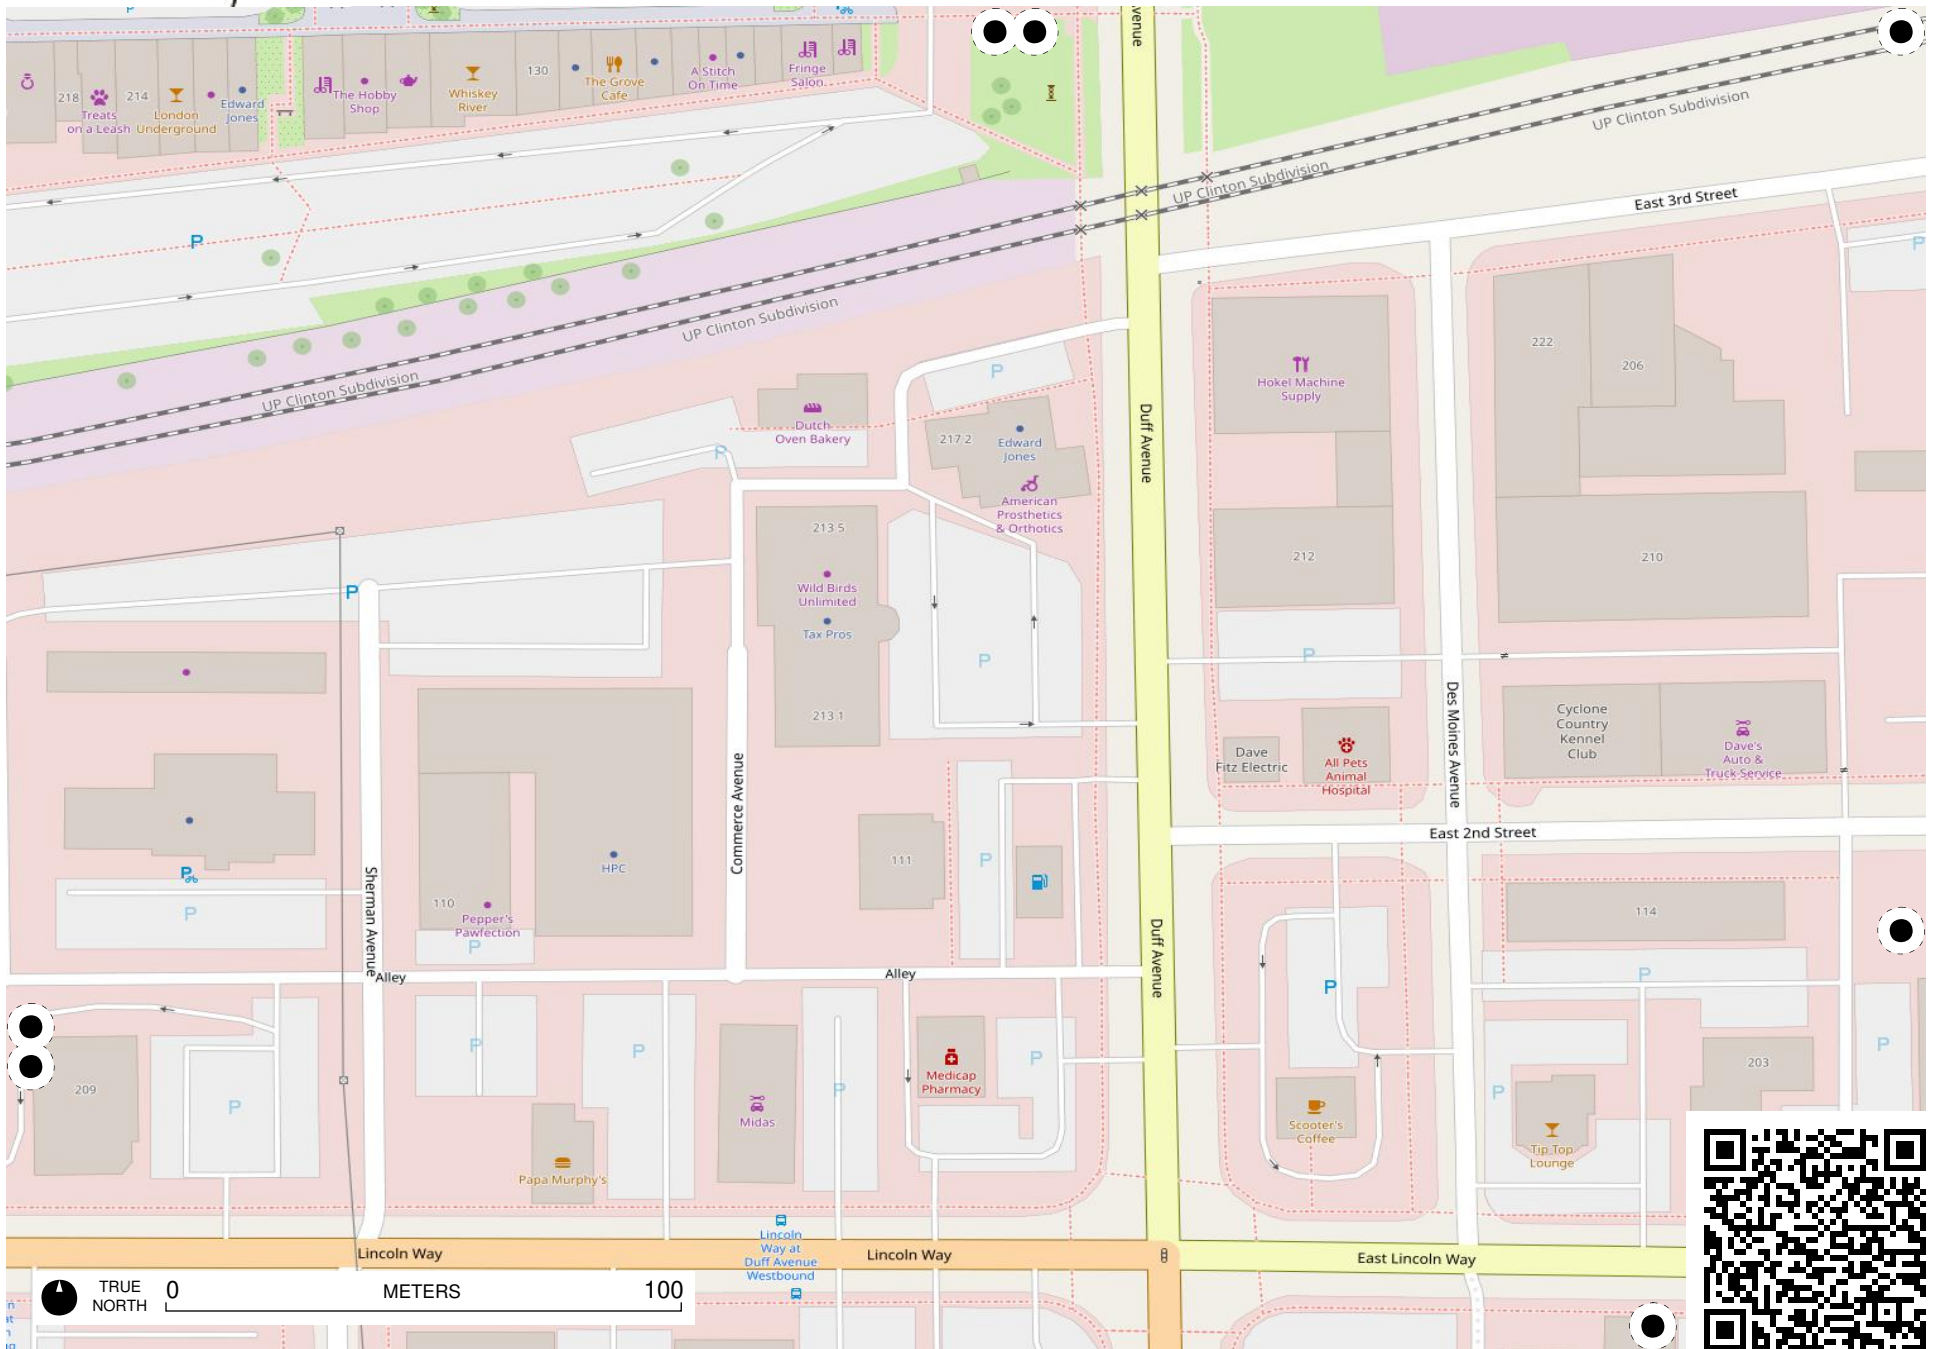 P
venue
218
Treats
on a Leash
214
London
Underground
Edward
Jones
The Hobby
Shop
Whiskey
River
130
The Grove
Cafe
A Stitch
On Time
Fringe
Salon
UP Clinton Subdivision
UP Clinton Subdivision
East 3rd Street
P
P
UP Clinton Subdivision
UP Clinton Subdivision
222
206
Hokel Machine
Supply
P
Dutch
Oven Bakery
P
217 2
Edward
Jones
Duff Avenue
American
Prosthetics
& Orthotics
213 5
212
210
Wild Birds
Unlimited
Tax Pros
P
P
P
213 1
Des Moines Avenue
Cyclone
Country
Kennel
Club
Dave's
Auto &
Truck Service
Dave
Fitz Electric
All Pets
Animal
Hospital
Commerce Avenue
East 2nd Street
HPC
111
P
P
P
110
Pepper's
Pawfection
P
Sherman Avenue
Duff Avenue
114
Alley
Alley
P
P
P
P
P
P
P
209
P
Midas
Medicap
Pharmacy
P
203
P
Scooter's
Coffee
Tip Top
Lounge
Papa Murphy's
Lincoln
Way at
Duff Avenue
Westbound
Lincoln Way
Lincoln Way
East Lincoln Way
TRUE
NORTH
0
METERS
100
n
at
n
ng